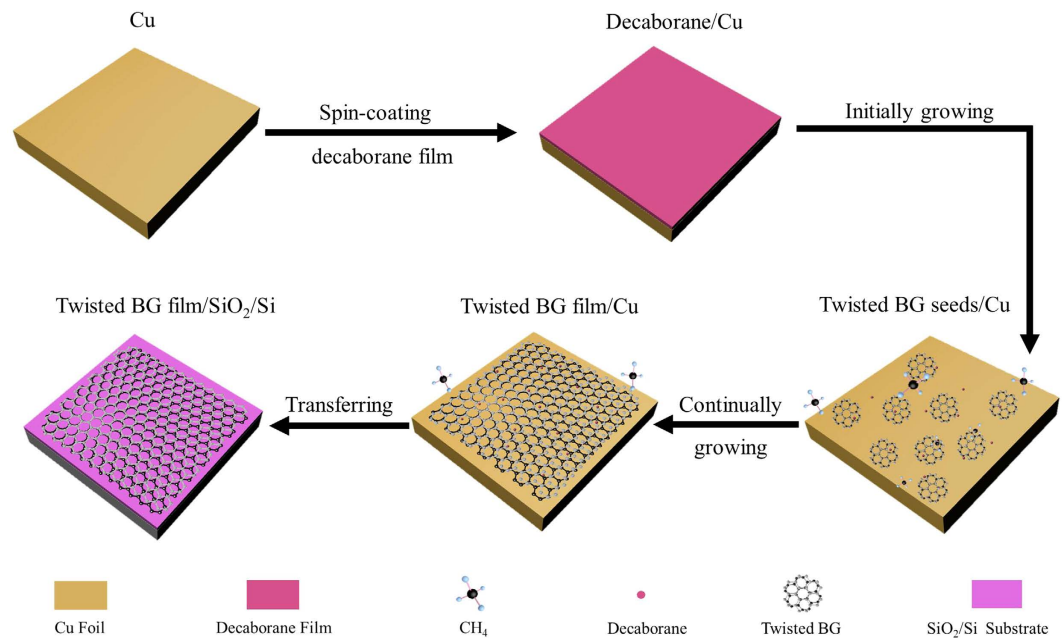 Cu
Decaborane/Cu
Spin-coating
decaborane film
Initially growing
Twisted BG film/SiO₂/Si
Twisted BG film/Cu
Twisted BG seeds/Cu
Transferring
Continually
growing
Cu Foil
Decaborane Film
CH₄
Decaborane
Twisted BG
SiO₂/Si Substrate